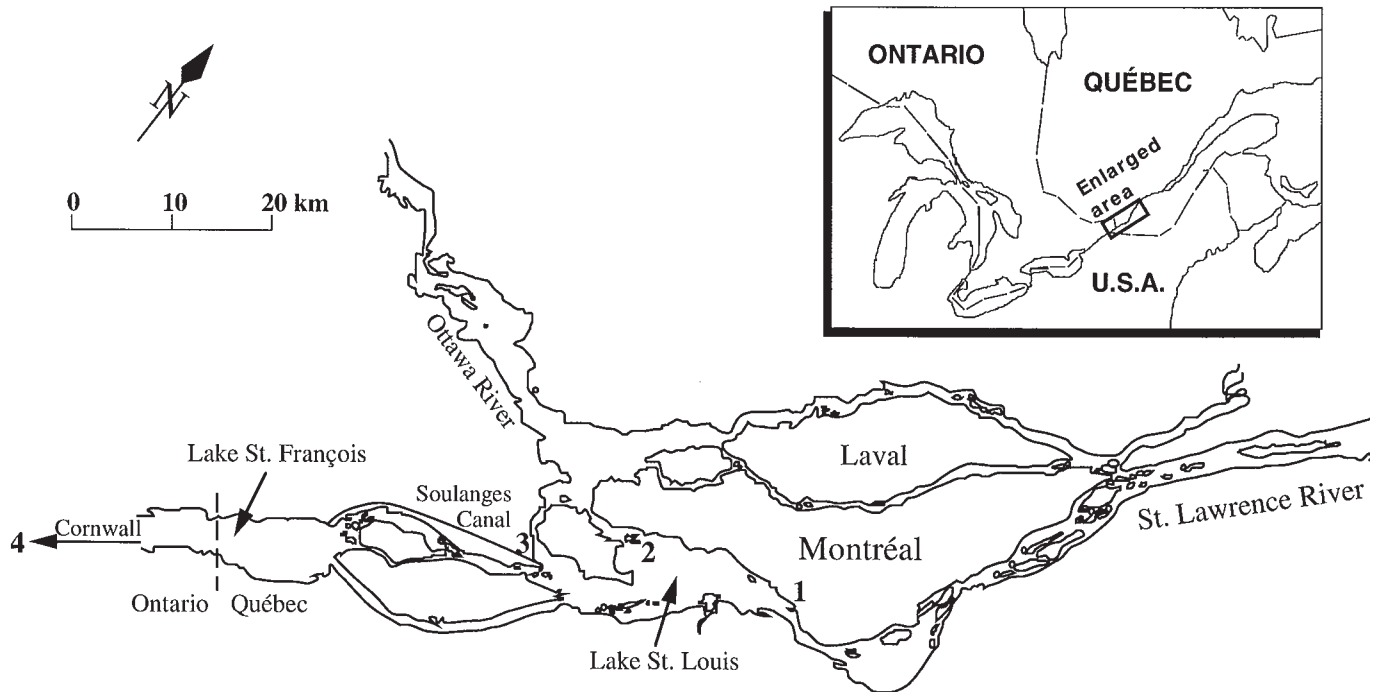 ONTARIO
QUÉBEC
Enlarged
area
U.S.A.
N
0 10 20 km
Ottawa River
Lake St. François
Soulanges
Canal
Laval
St. Lawrence River
Montréal
4
Cornwall
3
2
1
Ontario
Québec
Lake St. Louis